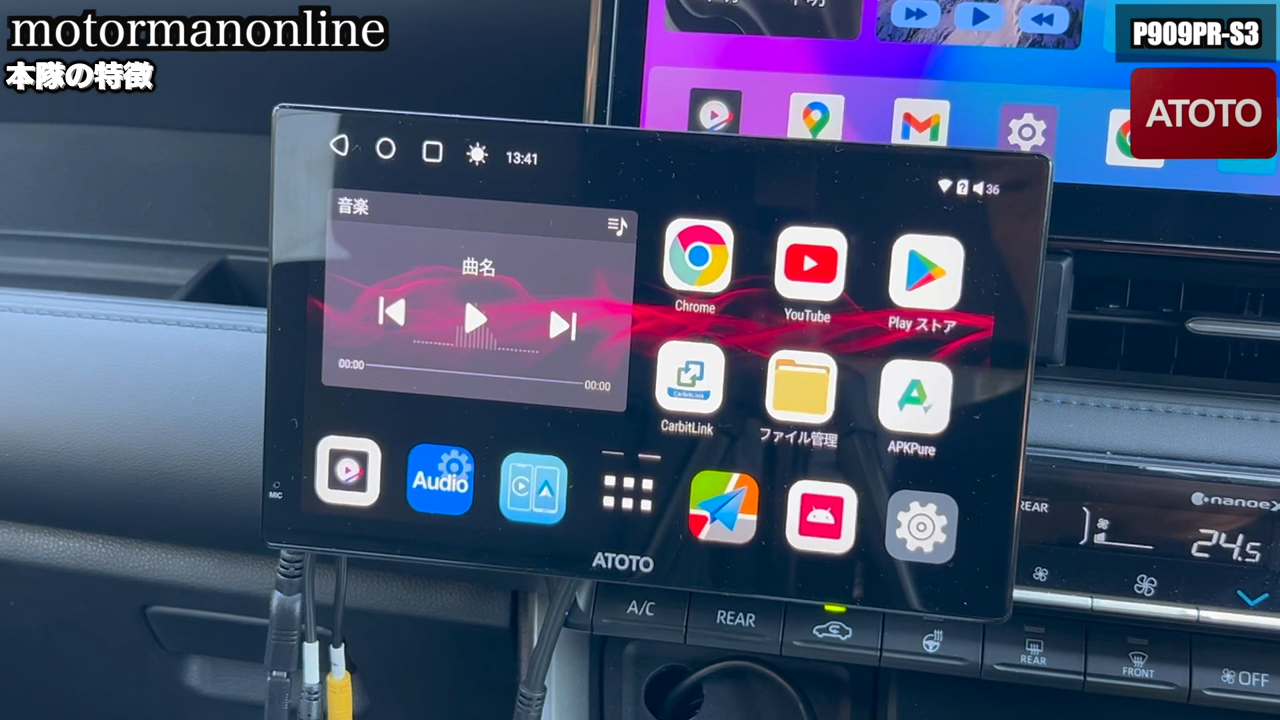 motormanonline
本隊の特徴
P909PR-S3
ATOTO
13:41
36
音楽
曲名
00:00
00:00
Chrome
YouTube
Play ストア
CarbitLink
CarbitLink
ファイル管理
APKPure
Audio
MIC
ATOTO
nanoeX
REAR
24.5
A/C
REAR
REAR
FRONT
OFF